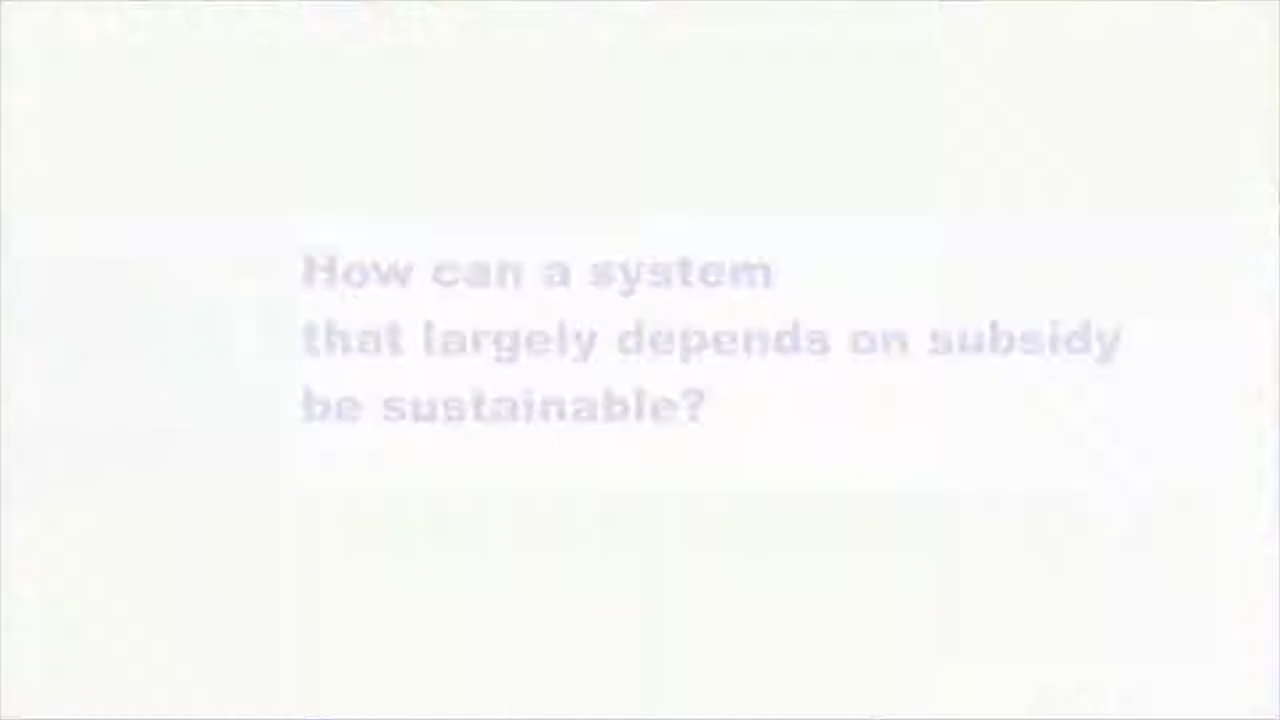 How can a system
that largely depends on subsidy
be sustainable?